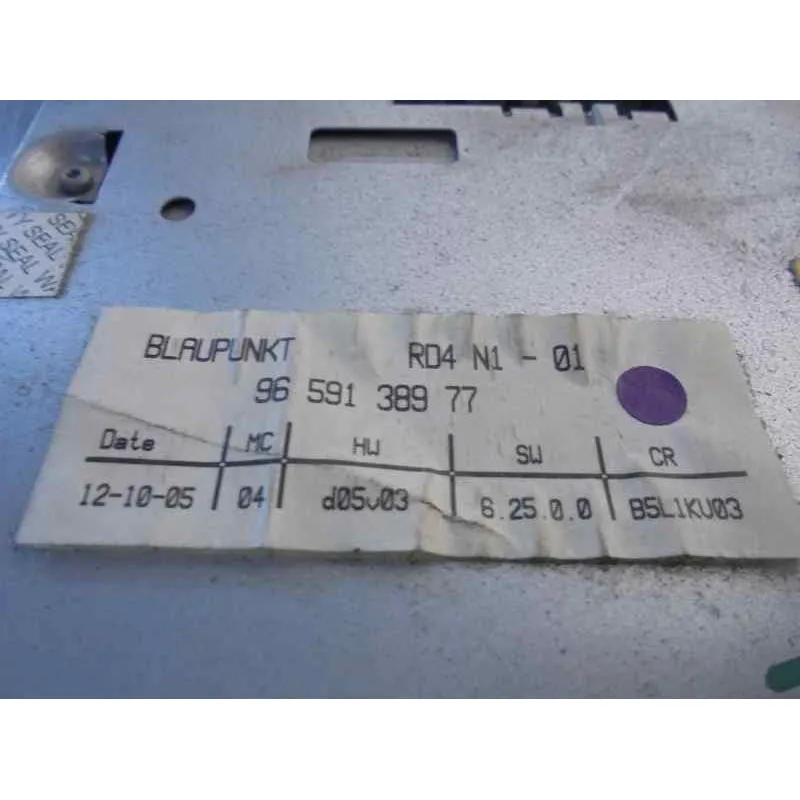 Y SEAL
SEAL W
BLAUPUNKT RD4 N1 - 01
96 591 389 77
Date MC HW SW CR
12-10-05 04 d05v03 6.25.0.0 B5L1KV03